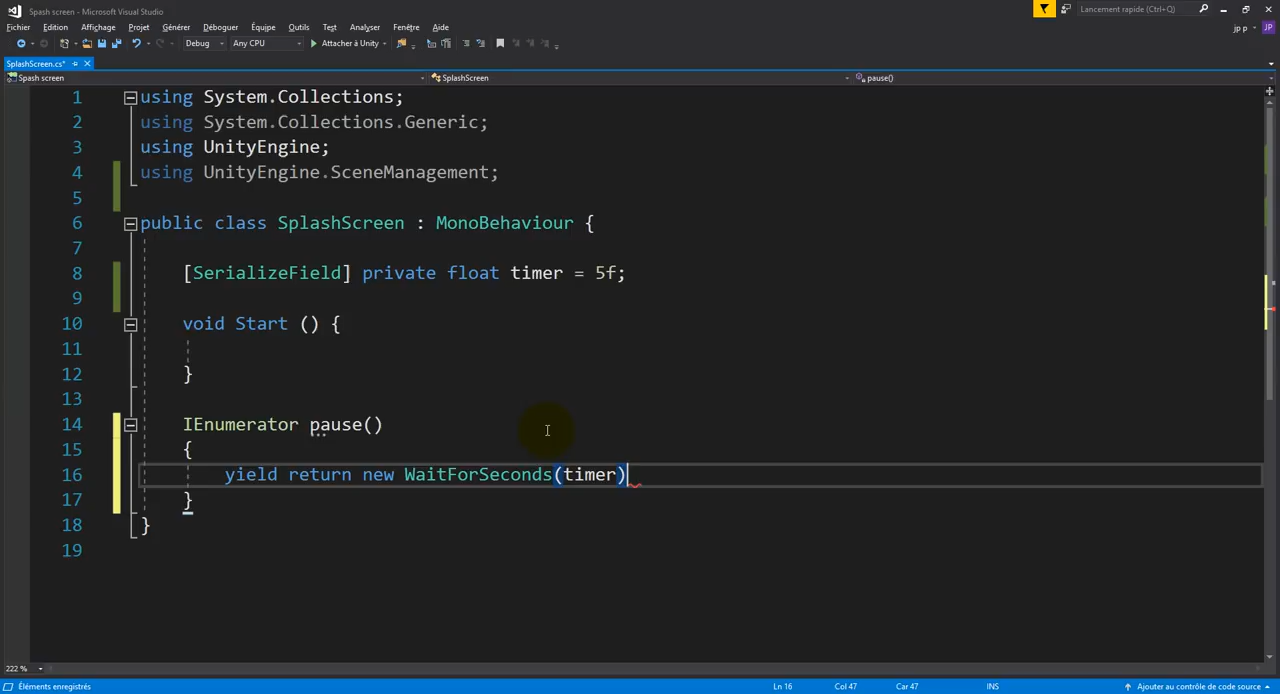 Spash screen - Microsoft Visual Studio
Lancement rapide (Ctrl+Q)
Fichier Edition Affichage Projet Générer Déboguer Équipe Outils Test Analyser Fenêtre Aide
jp p JP
Debug Any CPU Attacher à Unity
SplashScreen.cs*
Spash screen SplashScreen pause()
1 using System.Collections;
2 using System.Collections.Generic;
3 using UnityEngine;
4 using UnityEngine.SceneManagement;
5
6 public class SplashScreen : MonoBehaviour {
7
8 [SerializeField] private float timer = 5f;
9
10 void Start () {
11
12 }
13
14 IEnumerator pause()
15 {
16 yield return new WaitForSeconds(timer)
17 }
18 }
19
222 %
Éléments enregistrés Ln 16 Col 47 Car 47 INS Ajouter au contrôle de code source